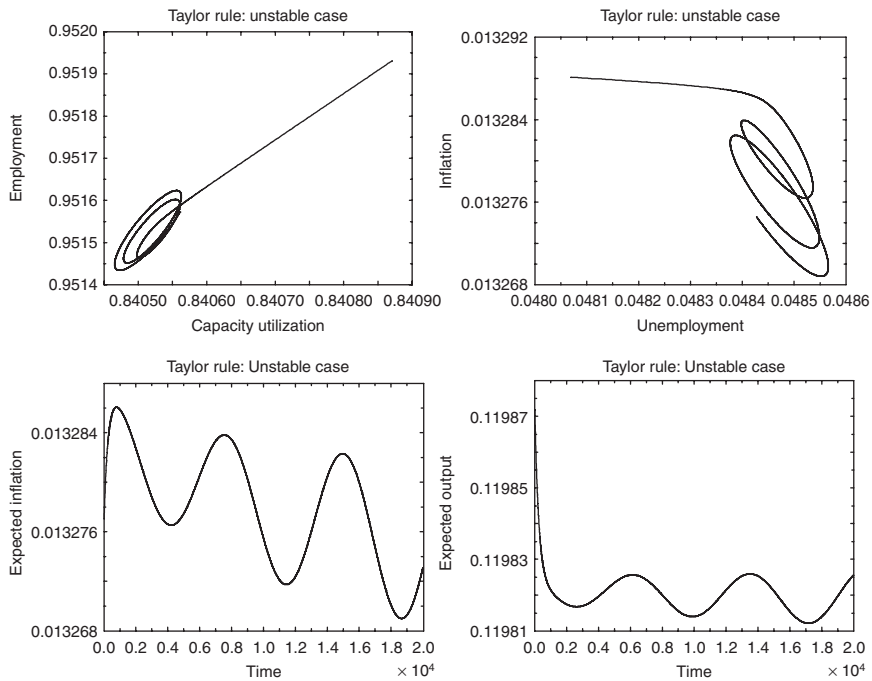 Taylor rule: unstable case
0.9520
0.9519
0.9518
0.9517
0.9516
0.9515
0.9514
Employment
0.84050 0.84060 0.84070 0.84080 0.84090
Capacity utilization
Taylor rule: unstable case
0.013292
0.013284
0.013276
0.013268
Inflation
0.0480 0.0481 0.0482 0.0483 0.0484 0.0485 0.0486
Unemployment
Taylor rule: Unstable case
0.013284
0.013276
0.013268
Expected inflation
0.0 0.2 0.4 0.6 0.8 1.0 1.2 1.4 1.6 1.8 2.0
Time × 10⁴
Taylor rule: Unstable case
0.11987
0.11985
0.11983
0.11981
Expected output
0.0 0.2 0.4 0.6 0.8 1.0 1.2 1.4 1.6 1.8 2.0
Time × 10⁴